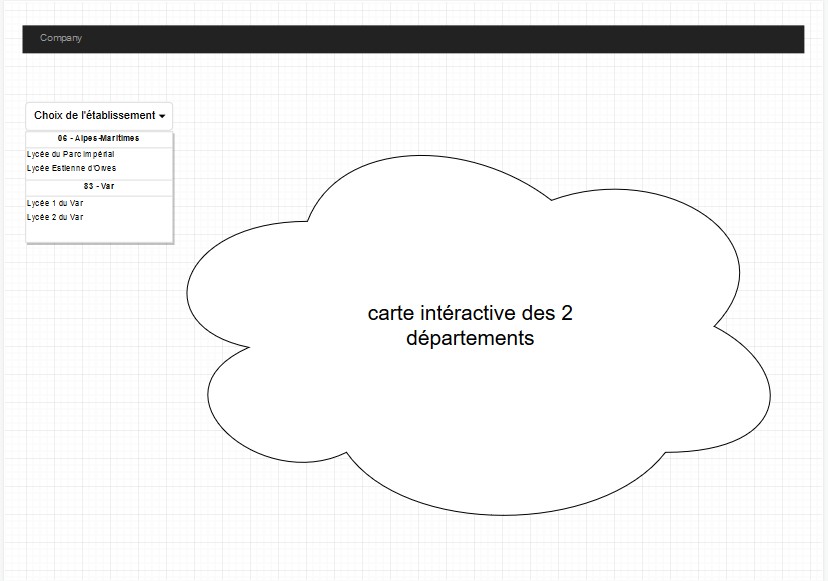 Company
Choix de l'établissement
06 - Alpes-Maritimes
Lycée du Parc Impérial
Lycée Estienne d'Orves
83 - Var
Lycée 1 du Var
Lycée 2 du Var
carte intéractive des 2
départements